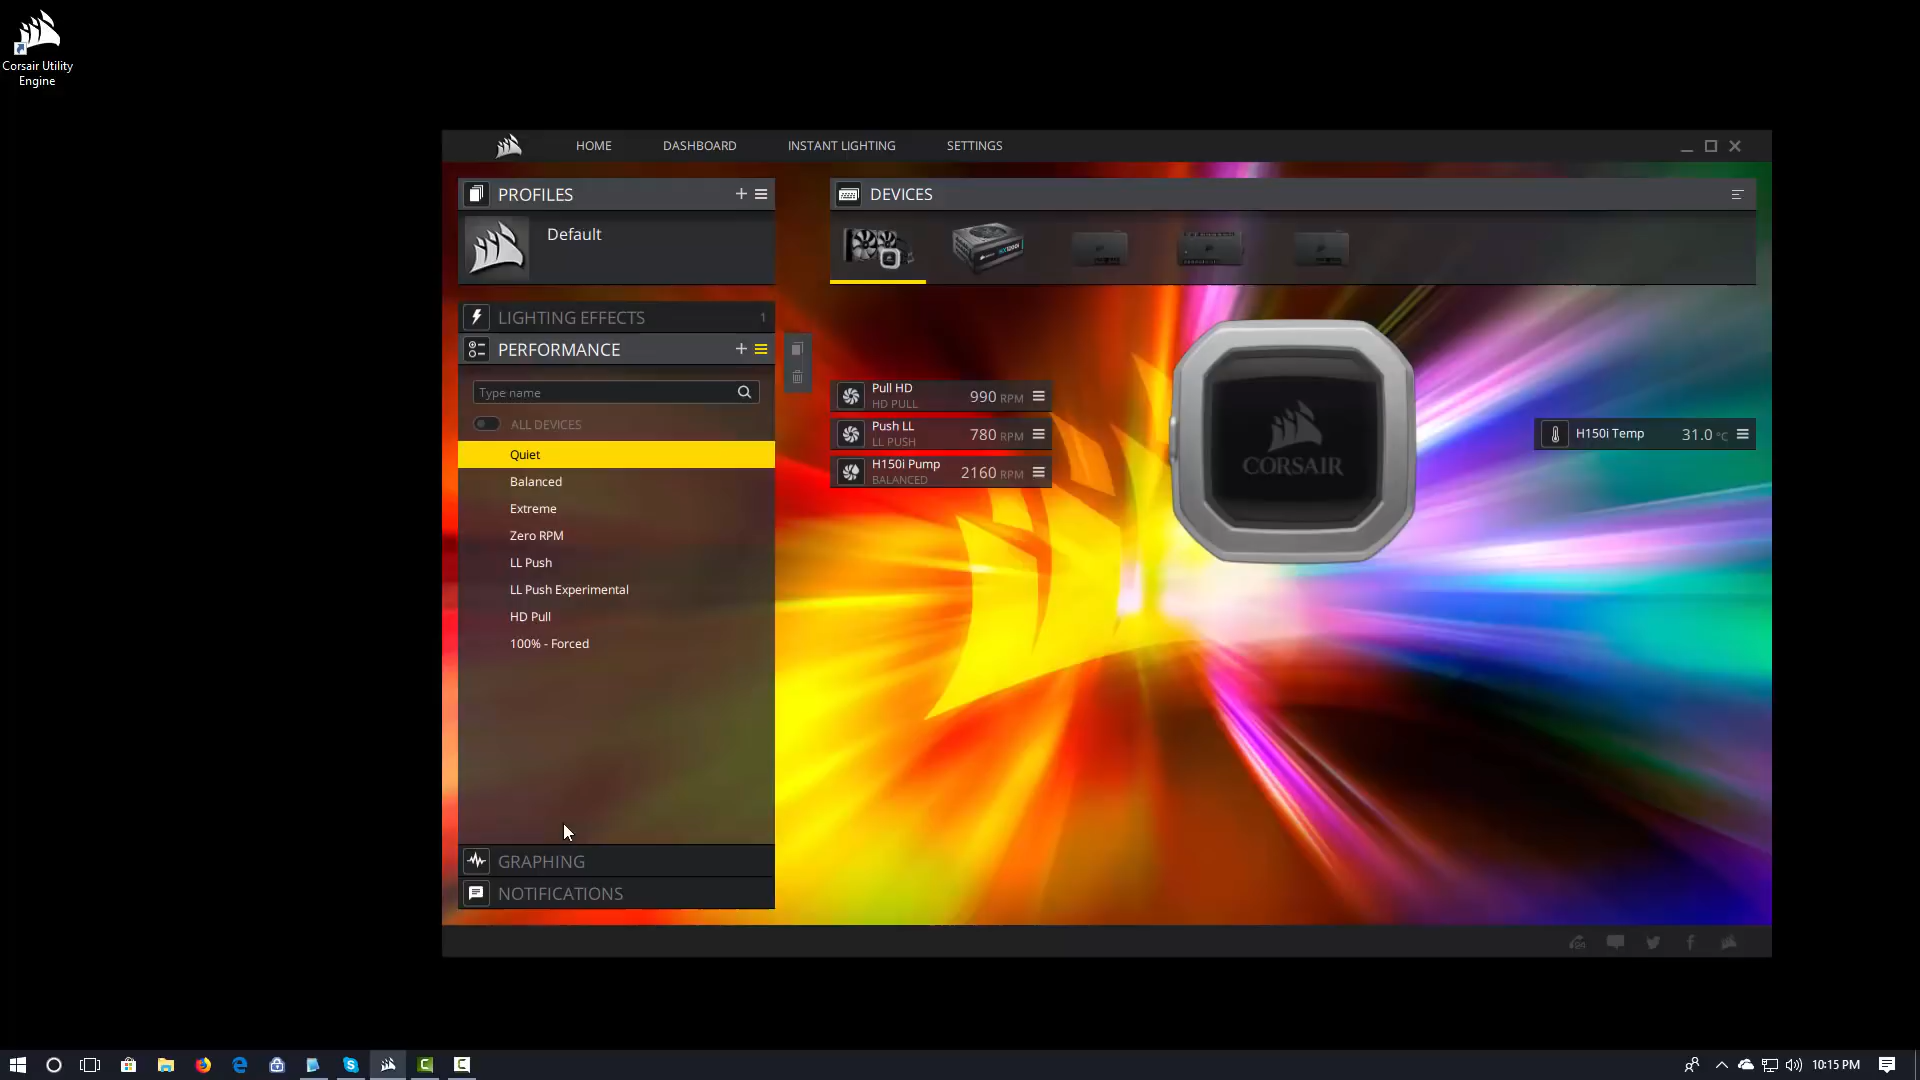 Corsair Utility
Engine
HOME
DASHBOARD
INSTANT LIGHTING
SETTINGS
PROFILES
Default
LIGHTING EFFECTS
1
PERFORMANCE
Type name
ALL DEVICES
Quiet
Balanced
Extreme
Zero RPM
LL Push
LL Push Experimental
HD Pull
100% - Forced
GRAPHING
NOTIFICATIONS
DEVICES
Pull HD
HD PULL
990 RPM
Push LL
LL PUSH
780 RPM
H150i Pump
BALANCED
2160 RPM
CORSAIR
H150i Temp
31.0 °C
10:15 PM